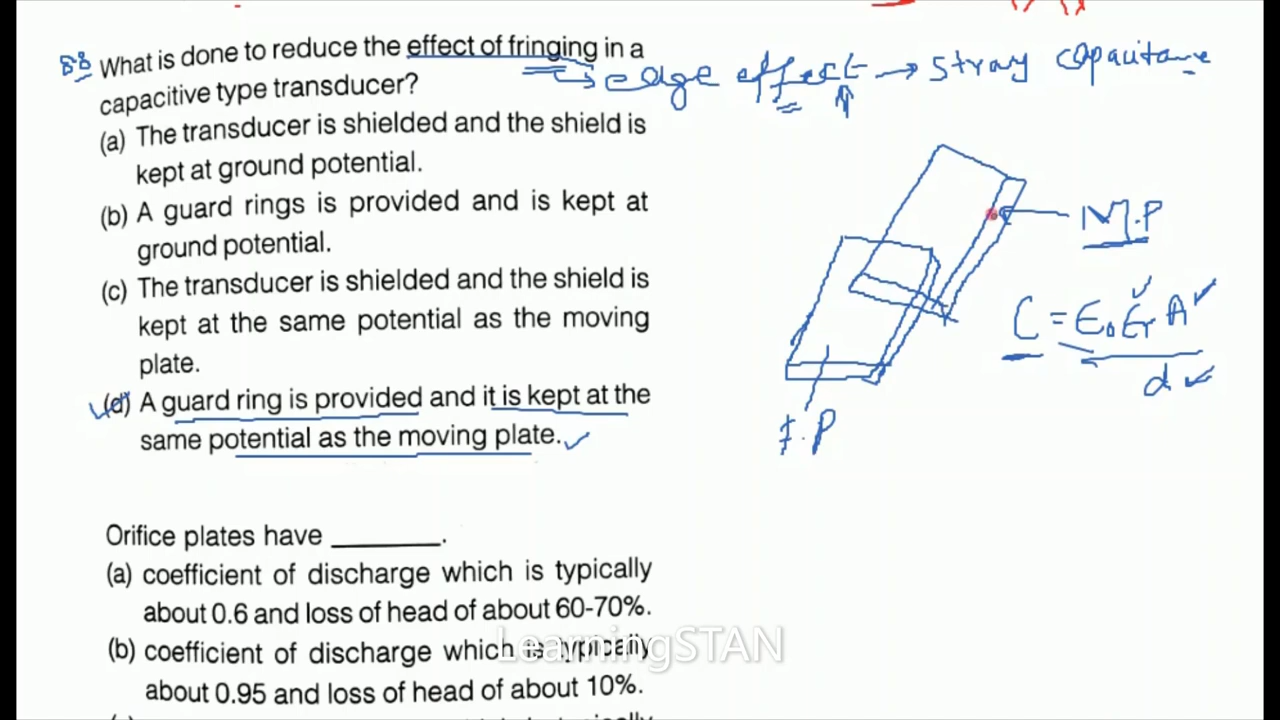 88 What is done to reduce the effect of fringing in a
capacitive type transducer?
(a) The transducer is shielded and the shield is
kept at ground potential.
(b) A guard rings is provided and is kept at
ground potential.
(c) The transducer is shielded and the shield is
kept at the same potential as the moving
plate.
(d) A guard ring is provided and it is kept at the
same potential as the moving plate.
edge effect → stray capacitance
M.P
C = ε₀ εr A
d
F.P
Orifice plates have ________.
(a) coefficient of discharge which is typically
about 0.6 and loss of head of about 60-70%.
(b) coefficient of discharge which is typically
about 0.95 and loss of head of about 10%.
LearningSTAN